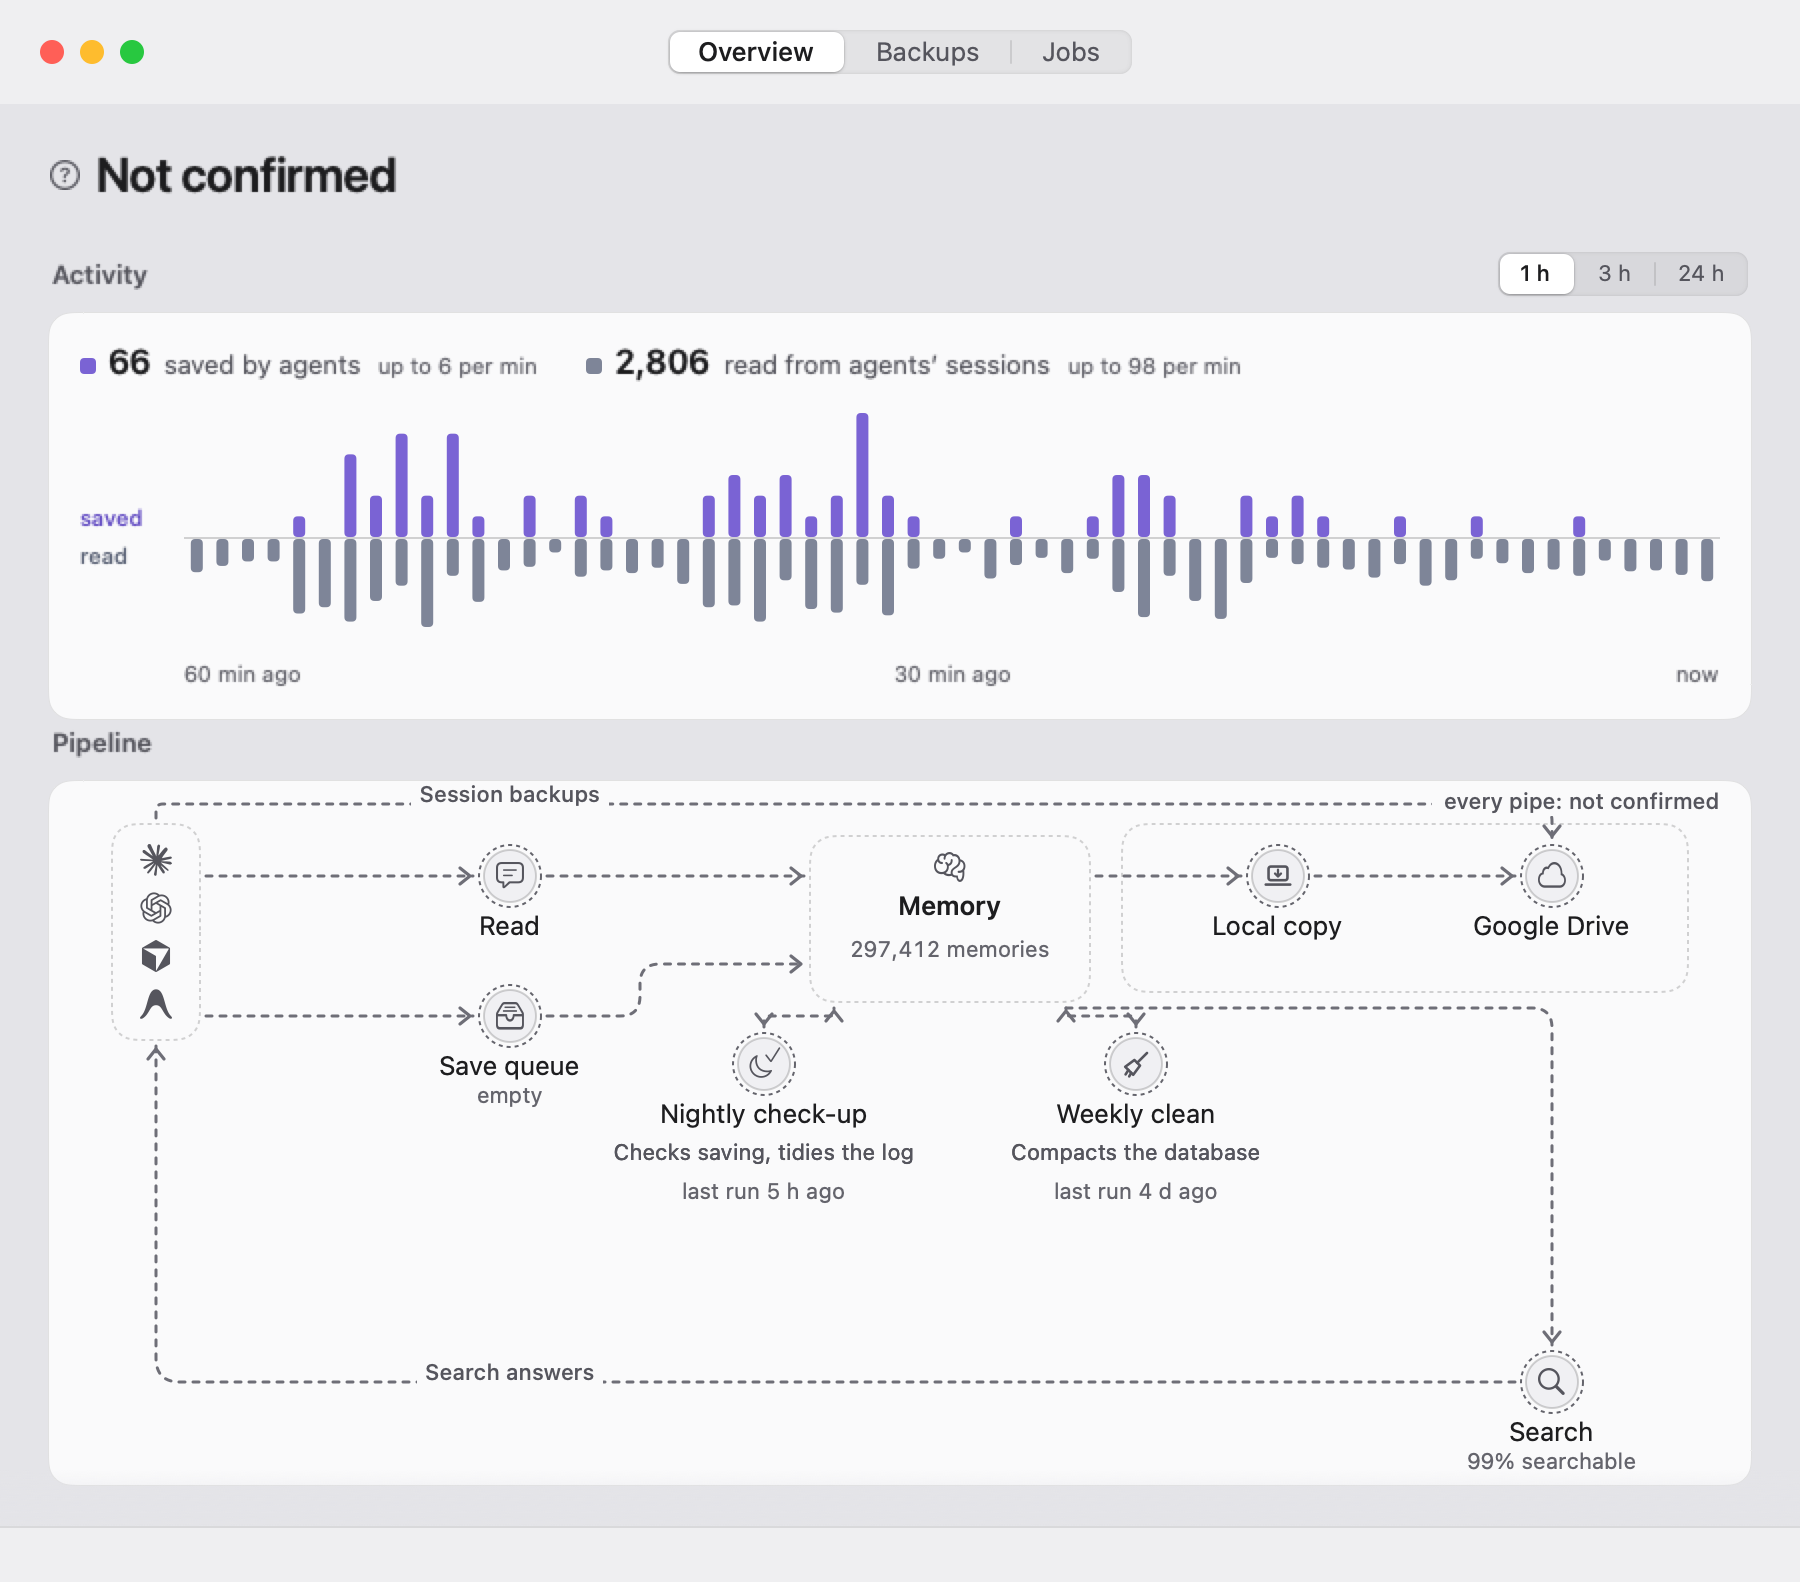 Overview
Backups
Jobs
Not confirmed
Activity
1 h
3 h
24 h
66 saved by agents up to 6 per min
2,806 read from agents’ sessions up to 98 per min
saved
read
60 min ago
30 min ago
now
Pipeline
Session backups
every pipe: not confirmed
Read
Memory
297,412 memories
Local copy
Google Drive
Save queue
empty
Nightly check-up
Checks saving, tidies the log
last run 5 h ago
Weekly clean
Compacts the database
last run 4 d ago
Search answers
Search
99% searchable